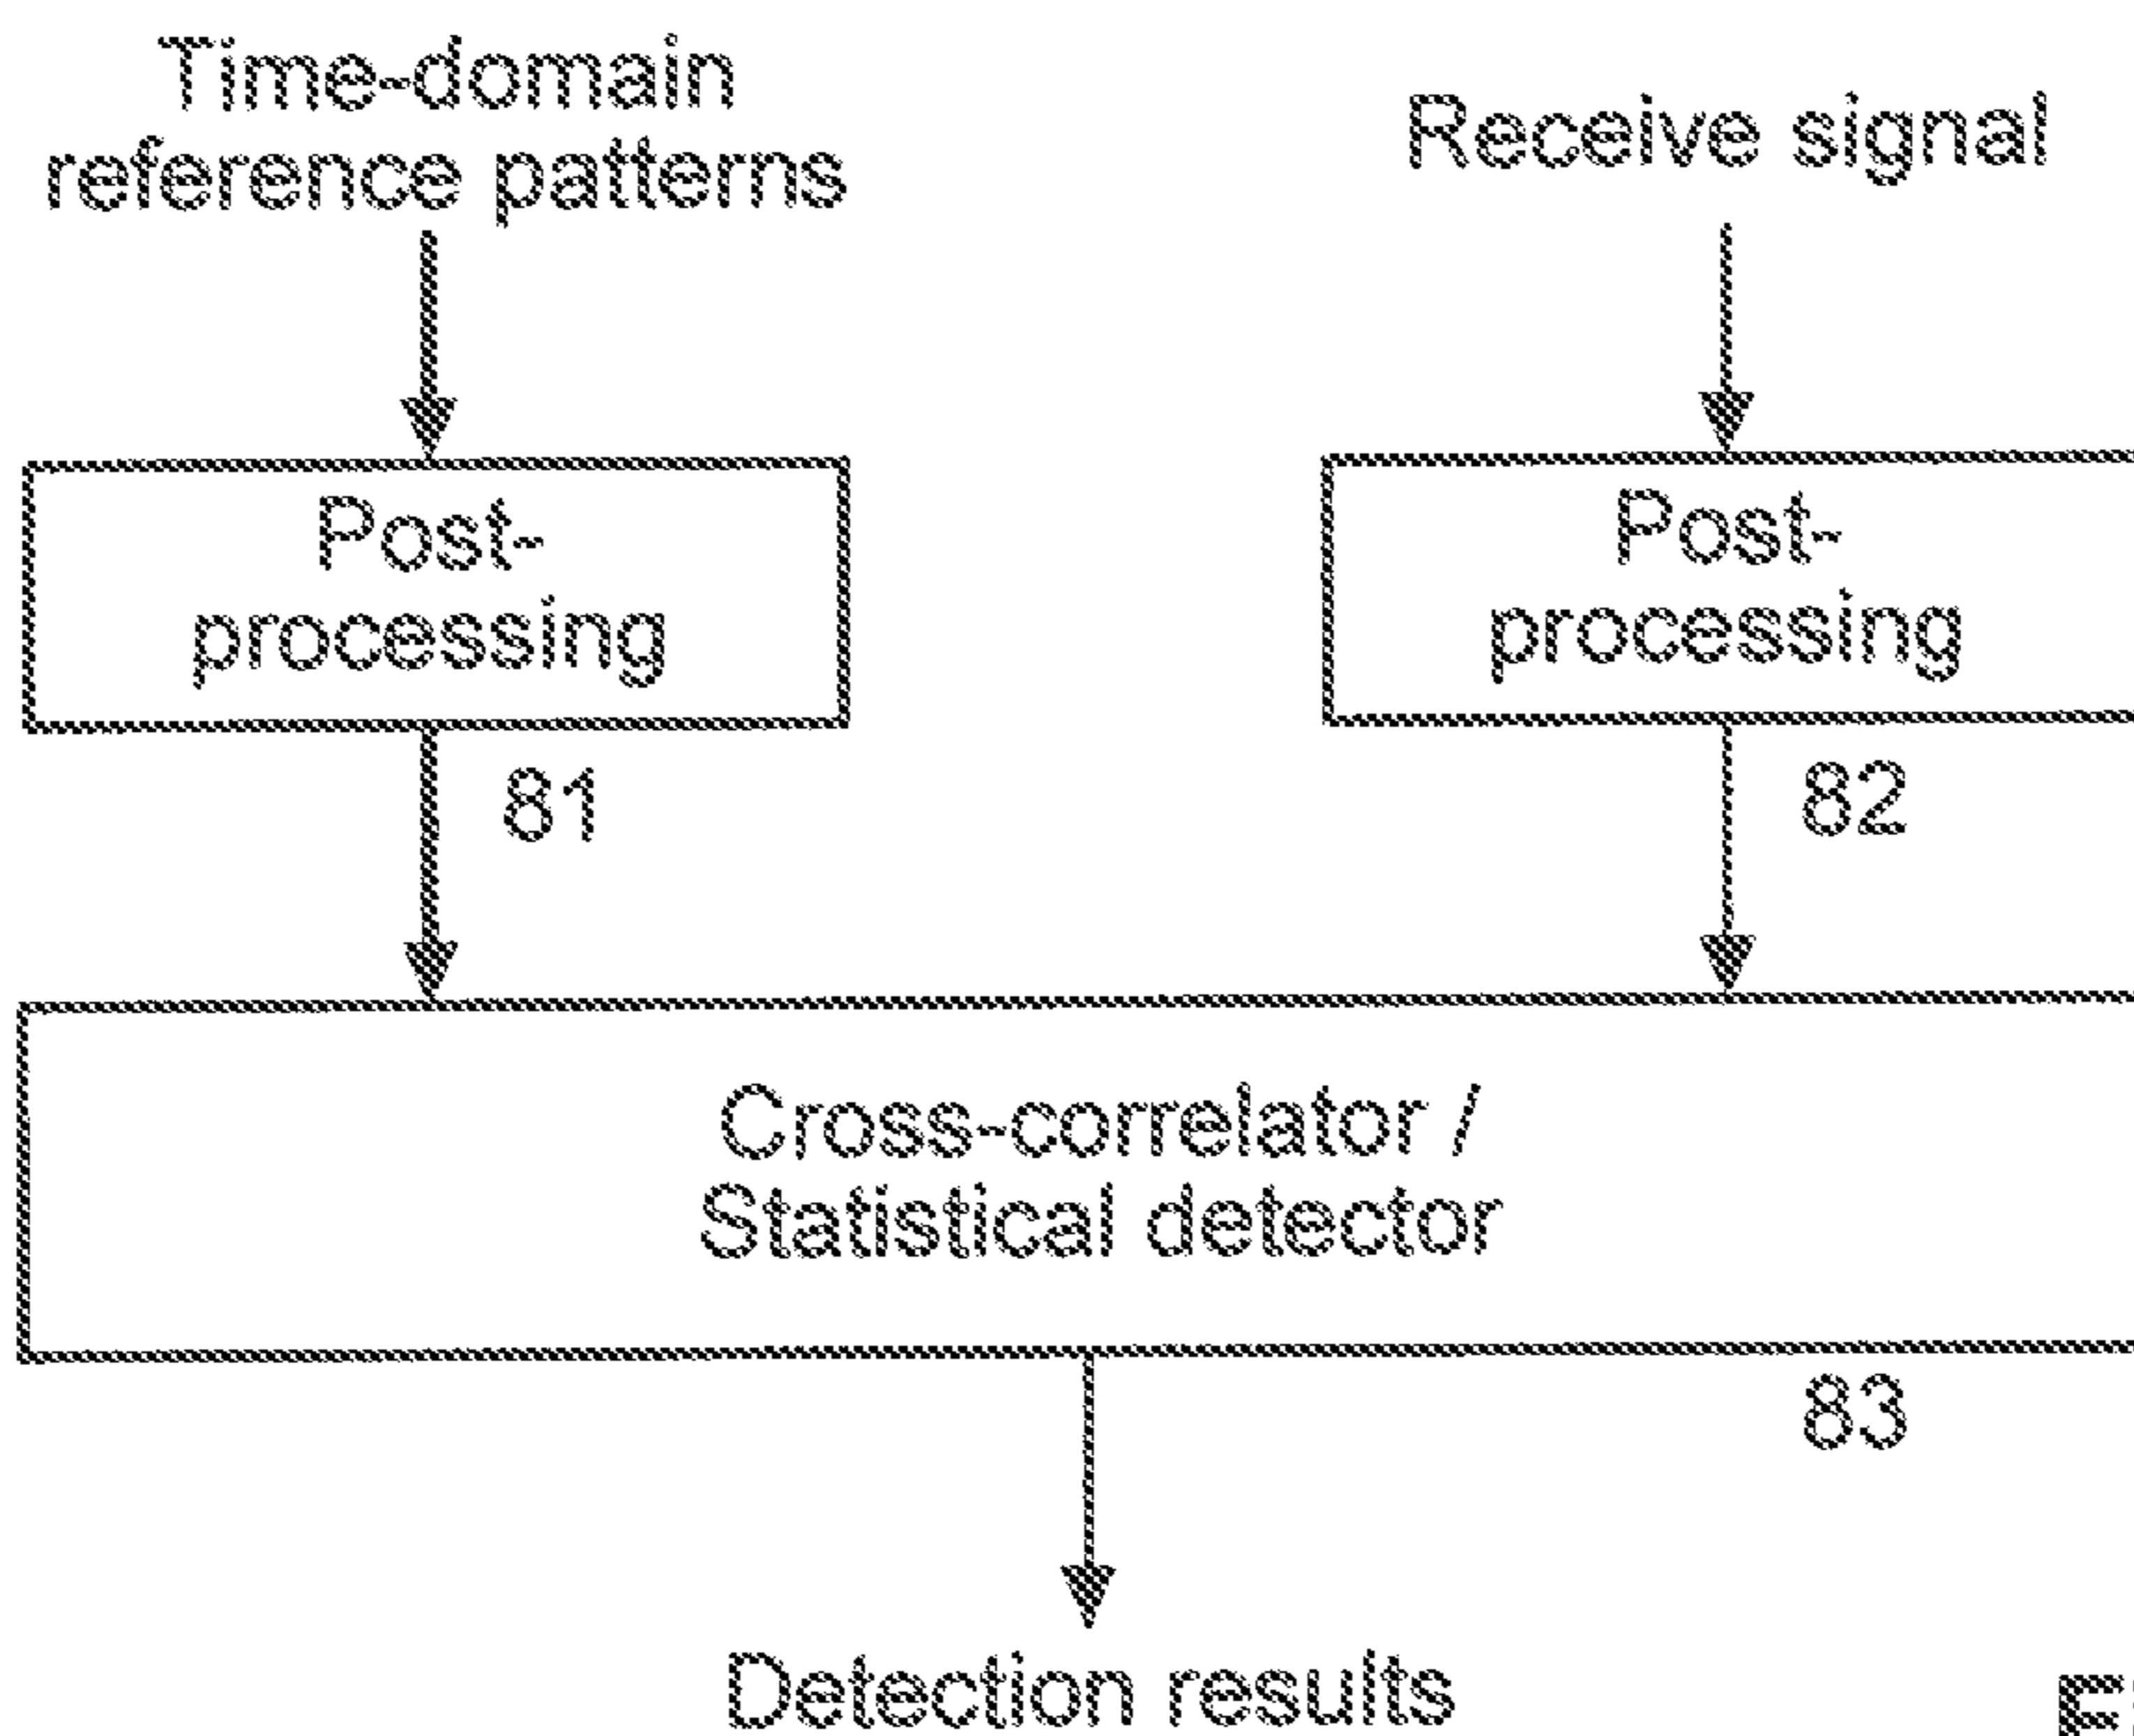 Time-domain
reference patterns
Receive signal
Post-
processing
Post-
processing
81
82
Cross-correlator /
Statistical detector
83
Detection results